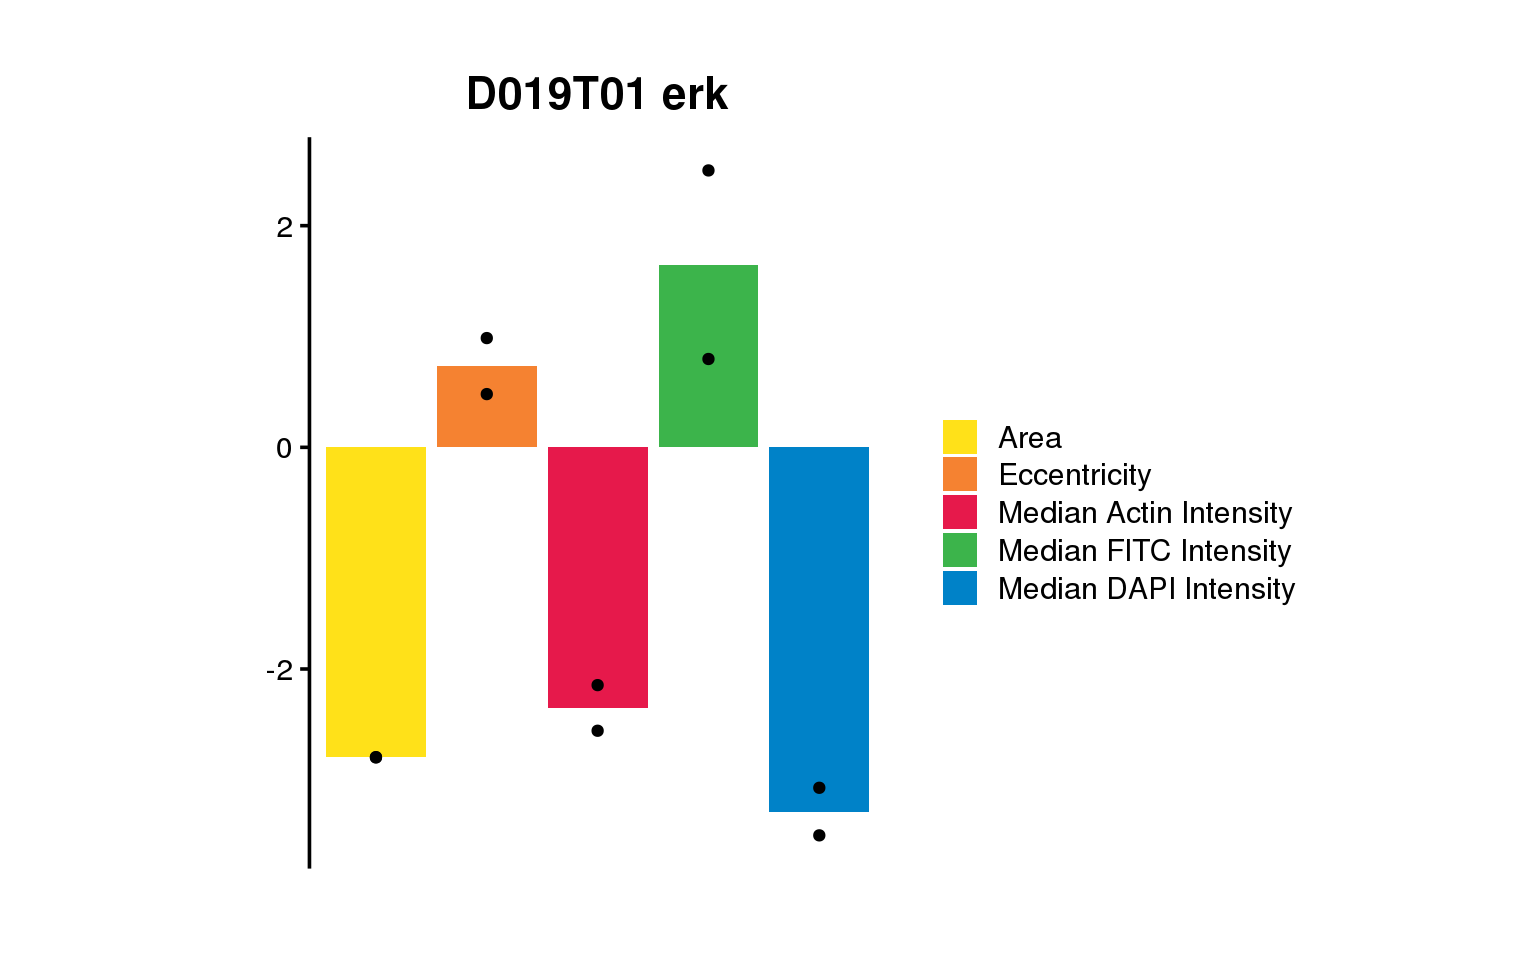 D019T01 erk
2
0
-2
Area
Eccentricity
Median Actin Intensity
Median FITC Intensity
Median DAPI Intensity